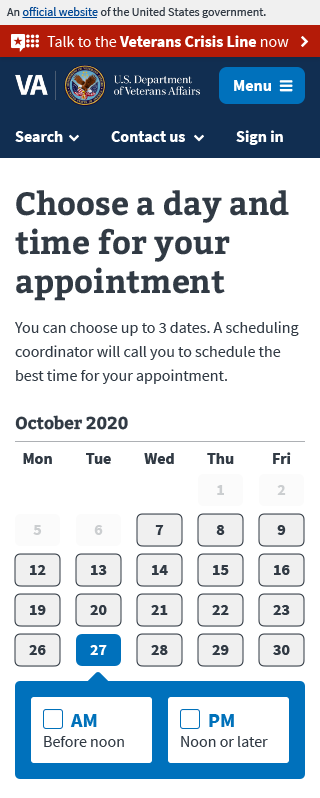 An official website of the United States government.
Talk to the Veterans Crisis Line now
VA
U.S. Department
of Veterans Affairs
Menu
Search
Contact us
Sign in
Choose a day and
time for your
appointment
You can choose up to 3 dates. A scheduling
coordinator will call you to schedule the
best time for your appointment.
October 2020
Mon Tue Wed Thu Fri
1 2
5 6 7 8 9
12 13 14 15 16
19 20 21 22 23
26 27 28 29 30
AM
Before noon
PM
Noon or later